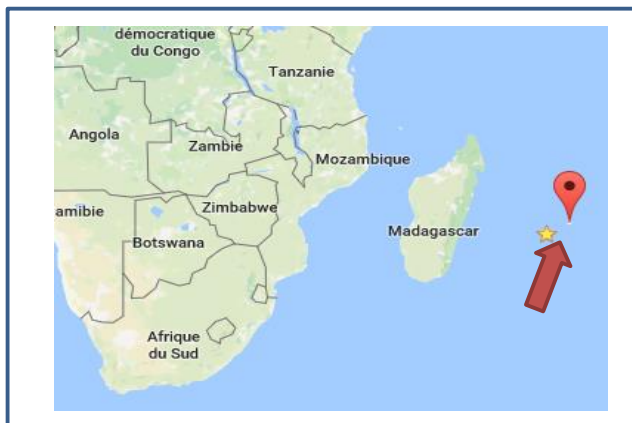 démocratique
du Congo
Tanzanie
Angola
Zambie
Mozambique
amibie
Zimbabwe
Madagascar
Botswana
Afrique
du Sud